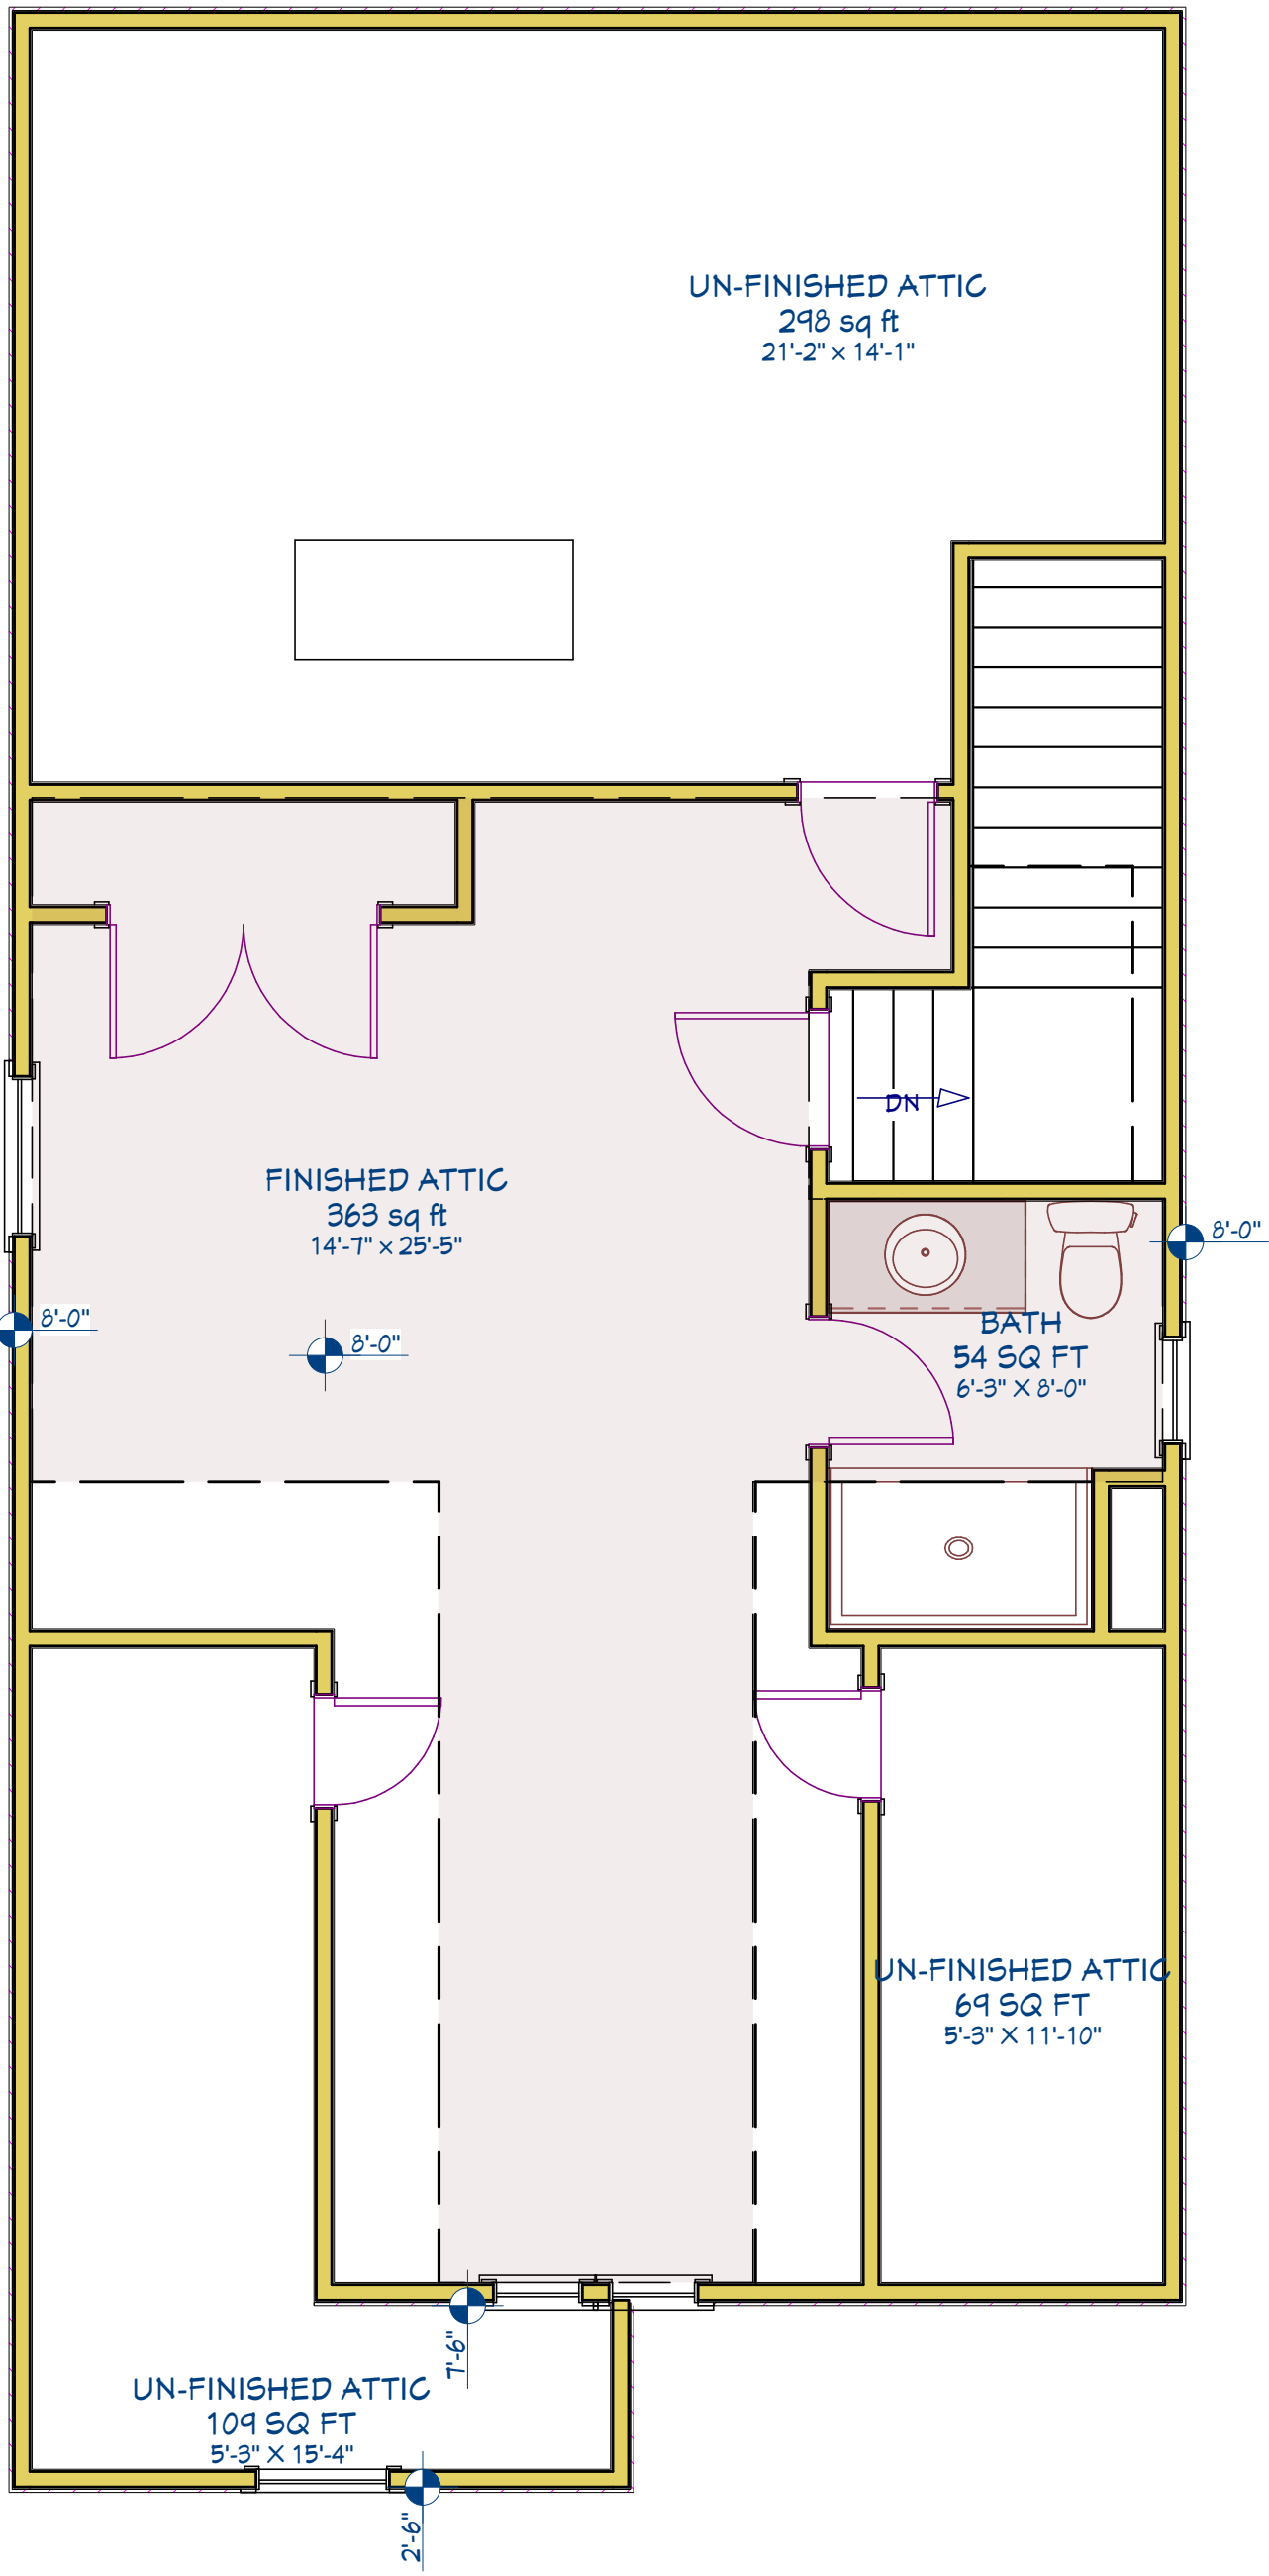 UN-FINISHED ATTIC
298 sq ft
21'-2" x 14'-1"
DN
FINISHED ATTIC
363 sq ft
14'-7" x 25'-5"
8'-0"
8'-0"
8'-0"
BATH
54 SQ FT
6'-3" X 8'-0"
UN-FINISHED ATTIC
69 SQ FT
5'-3" X 11'-10"
7'-6"
UN-FINISHED ATTIC
109 SQ FT
5'-3" X 15'-4"
2'-6"